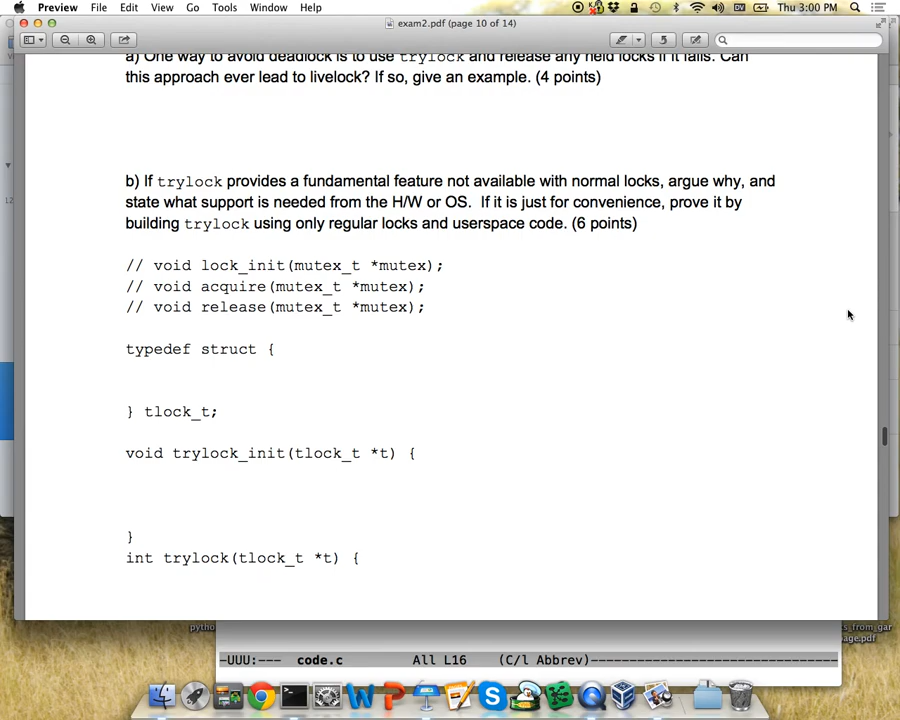 Preview File Edit View Go Tools Window Help Thu 3:00 PM
exam2.pdf (page 10 of 14)
a) One way to avoid deadlock is to use trylock and release any held locks if it fails. Can
this approach ever lead to livelock? If so, give an example. (4 points)
b) If trylock provides a fundamental feature not available with normal locks, argue why, and
state what support is needed from the H/W or OS. If it is just for convenience, prove it by
building trylock using only regular locks and userspace code. (6 points)
// void lock_init(mutex_t *mutex);
// void acquire(mutex_t *mutex);
// void release(mutex_t *mutex);
typedef struct {
} tlock_t;
void trylock_init(tlock_t *t) {
}
int trylock(tlock_t *t) {
python
ts_from_gar
page.pdf
-UUU:--- code.c All L16 (C/l Abbrev)